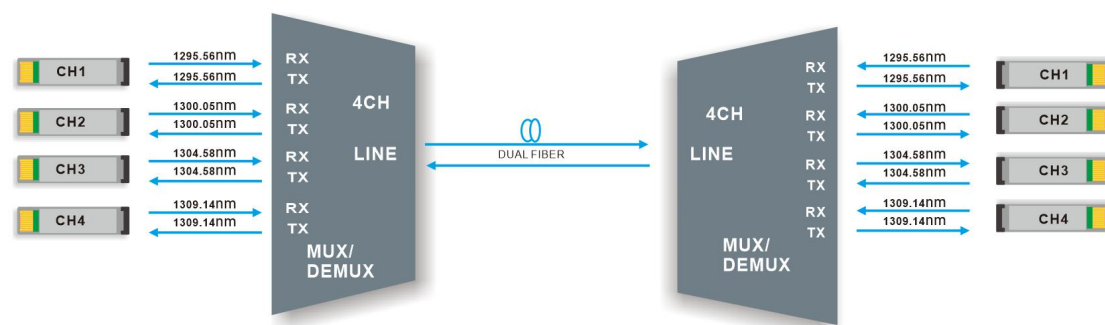 CH1
1295.56nm
1295.56nm
RX
TX
CH2
1300.05nm
1300.05nm
RX
TX
CH3
1304.58nm
1304.58nm
RX
TX
CH4
1309.14nm
1309.14nm
RX
TX
4CH
LINE
MUX/
DEMUX
DUAL FIBER
4CH
LINE
MUX/
DEMUX
RX
TX
1295.56nm
1295.56nm
CH1
RX
TX
1300.05nm
1300.05nm
CH2
RX
TX
1304.58nm
1304.58nm
CH3
RX
TX
1309.14nm
1309.14nm
CH4